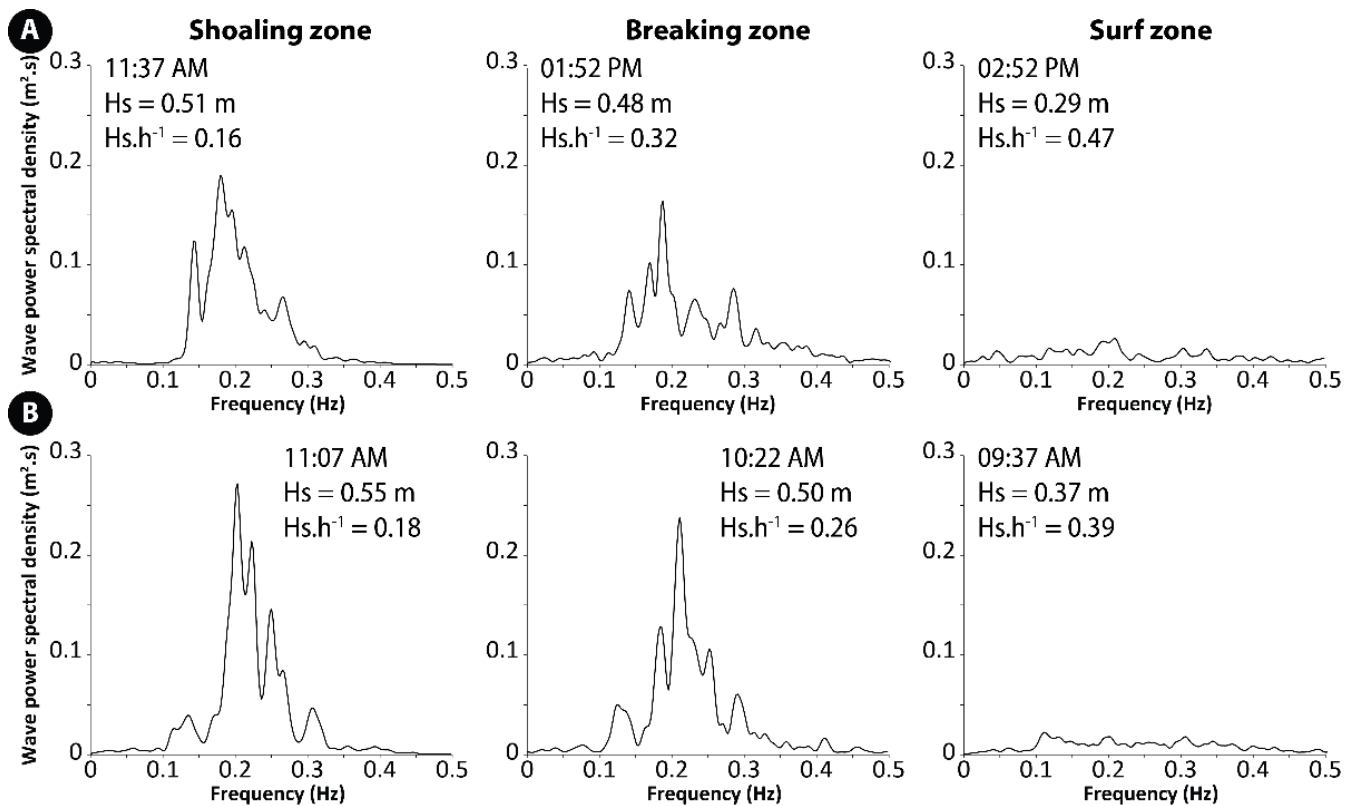 A
Shoaling zone
Breaking zone
Surf zone
Wave power spectral density (m².s)
0.3
0.2
0.1
0
11:37 AM
Hs = 0.51 m
Hs.h⁻¹ = 0.16
0 0.1 0.2 0.3 0.4 0.5
Frequency (Hz)
0.3
0.2
0.1
0
01:52 PM
Hs = 0.48 m
Hs.h⁻¹ = 0.32
0 0.1 0.2 0.3 0.4 0.5
Frequency (Hz)
0.3
0.2
0.1
0
02:52 PM
Hs = 0.29 m
Hs.h⁻¹ = 0.47
0 0.1 0.2 0.3 0.4 0.5
Frequency (Hz)
B
Wave power spectral density (m².s)
0.3
0.2
0.1
0
11:07 AM
Hs = 0.55 m
Hs.h⁻¹ = 0.18
0 0.1 0.2 0.3 0.4 0.5
Frequency (Hz)
0.3
0.2
0.1
0
10:22 AM
Hs = 0.50 m
Hs.h⁻¹ = 0.26
0 0.1 0.2 0.3 0.4 0.5
Frequency (Hz)
0.3
0.2
0.1
0
09:37 AM
Hs = 0.37 m
Hs.h⁻¹ = 0.39
0 0.1 0.2 0.3 0.4 0.5
Frequency (Hz)